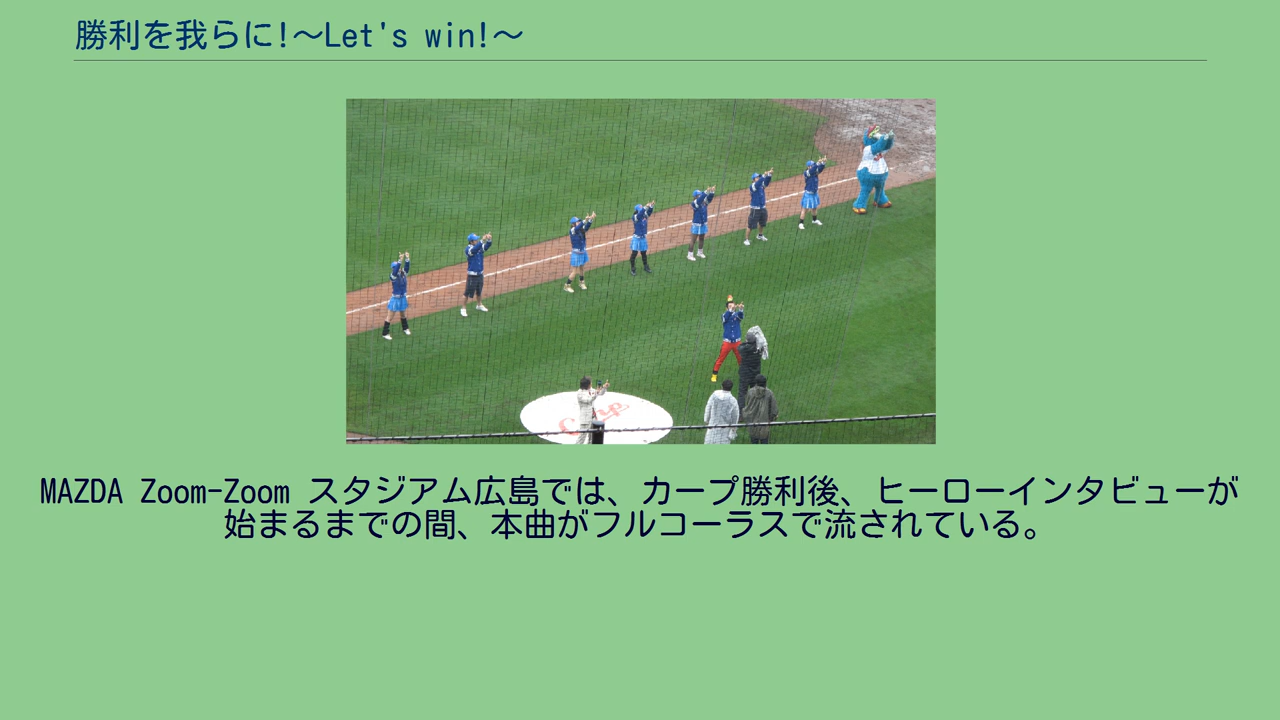 勝利を我らに!～Let's win!～
Carp
MAZDA Zoom-Zoom スタジアム広島では、カープ勝利後、ヒーローインタビューが
始まるまでの間、本曲がフルコーラスで流されている。